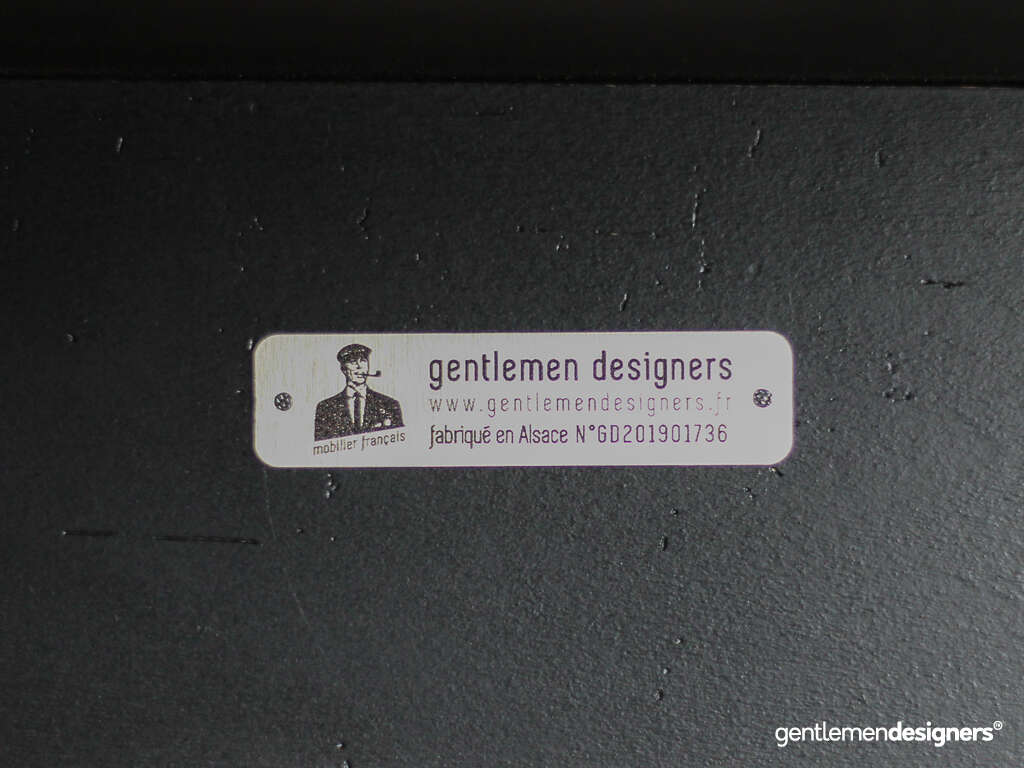 gentlemen designers
www.gentlemendesigners.fr
fabriqué en Alsace N°GD201901736
mobilier français
gentlemendesigners®